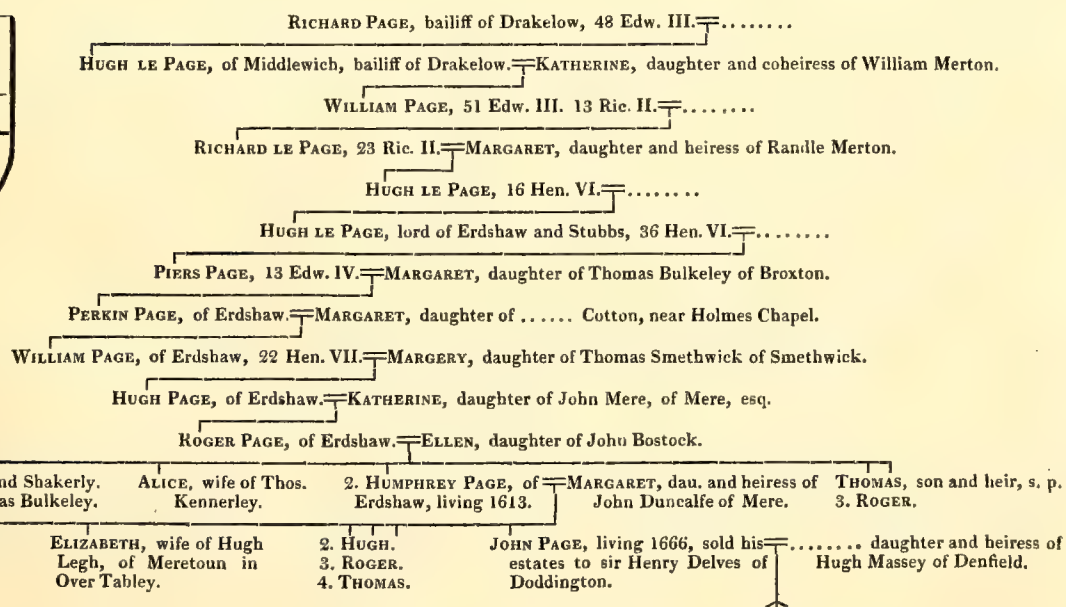 RICHARD PAGE, bailiff of Drakelow, 48 Edw. III.=........
HUGH LE PAGE, of Middlewich, bailiff of Drakelow.=KATHERINE, daughter and coheiress of William Merton.
WILLIAM PAGE, 51 Edw. III. 13 Ric. II.=........
RICHARD LE PAGE, 23 Ric. II.=MARGARET, daughter and heiress of Randle Merton.
HUGH LE PAGE, 16 Hen. VI.=........
HUGH LE PAGE, lord of Erdshaw and Stubbs, 36 Hen. VI.=........
PIERS PAGE, 13 Edw. IV.=MARGARET, daughter of Thomas Bulkeley of Broxton.
PERKIN PAGE, of Erdshaw.=MARGARET, daughter of ...... Cotton, near Holmes Chapel.
WILLIAM PAGE, of Erdshaw, 22 Hen. VII.=MARGERY, daughter of Thomas Smethwick of Smethwick.
HUGH PAGE, of Erdshaw.=KATHERINE, daughter of John Mere, of Mere, esq.
ROGER PAGE, of Erdshaw.=ELLEN, daughter of John Bostock.
nd Shakerly.
as Bulkeley.
ALICE, wife of Thos.
Kennerley.
2. HUMPHREY PAGE, of
Erdshaw, living 1613.
=MARGARET, dau. and heiress of
John Duncalfe of Mere.
THOMAS, son and heir, s. p.
3. ROGER.
ELIZABETH, wife of Hugh
Legh, of Meretoun in
Over Tabley.
2. HUGH.
3. ROGER.
4. THOMAS.
JOHN PAGE, living 1666, sold his
estates to sir Henry Delves of
Doddington.
=........ daughter and heiress of
Hugh Massey of Denfield.